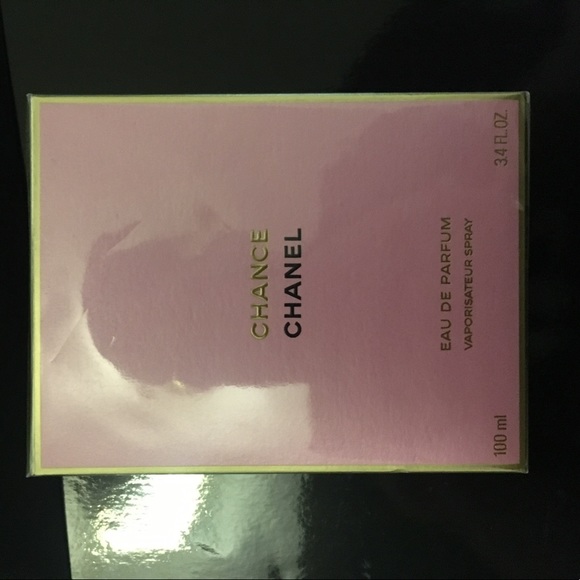 CHANCE
CHANEL
EAU DE PARFUM
VAPORISATEUR SPRAY
100 ml 3.4 FL.OZ.